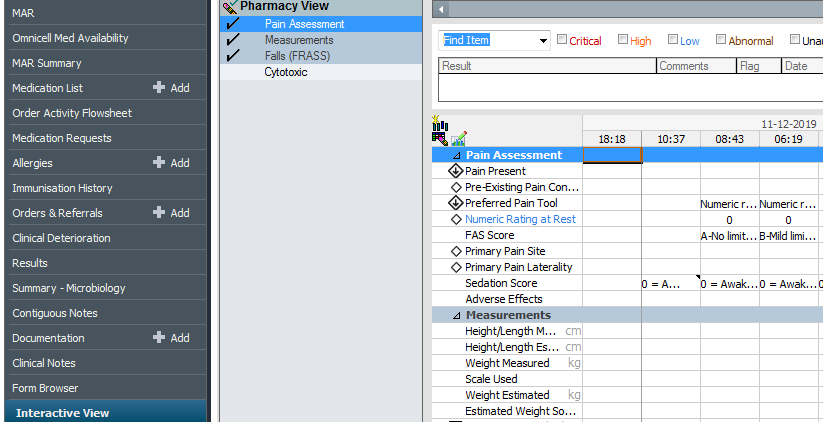 MAR
Omnicell Med Availability
MAR Summary
Medication List Add
Order Activity Flowsheet
Medication Requests
Allergies Add
Immunisation History
Orders & Referrals Add
Clinical Deterioration
Results
Summary - Microbiology
Contiguous Notes
Documentation Add
Clinical Notes
Form Browser
Interactive View
Pharmacy View
Pain Assessment
Measurements
Falls (FRASS)
Cytotoxic
Find Item Critical High Low Abnormal Unau
Result Comments Flag Date
11-12-2019
18:18 10:37 08:43 06:19
Pain Assessment
Pain Present
Pre-Existing Pain Con...
Preferred Pain Tool Numeric r... Numeric r...
Numeric Rating at Rest 0 0
FAS Score A-No limit... B-Mild limi...
Primary Pain Site
Primary Pain Laterality
Sedation Score 0 = A... 0 = Awak... 0 = Awak... 0
Adverse Effects
Measurements
Height/Length M... cm
Height/Length Es... cm
Weight Measured kg
Scale Used
Weight Estimated kg
Estimated Weight So...